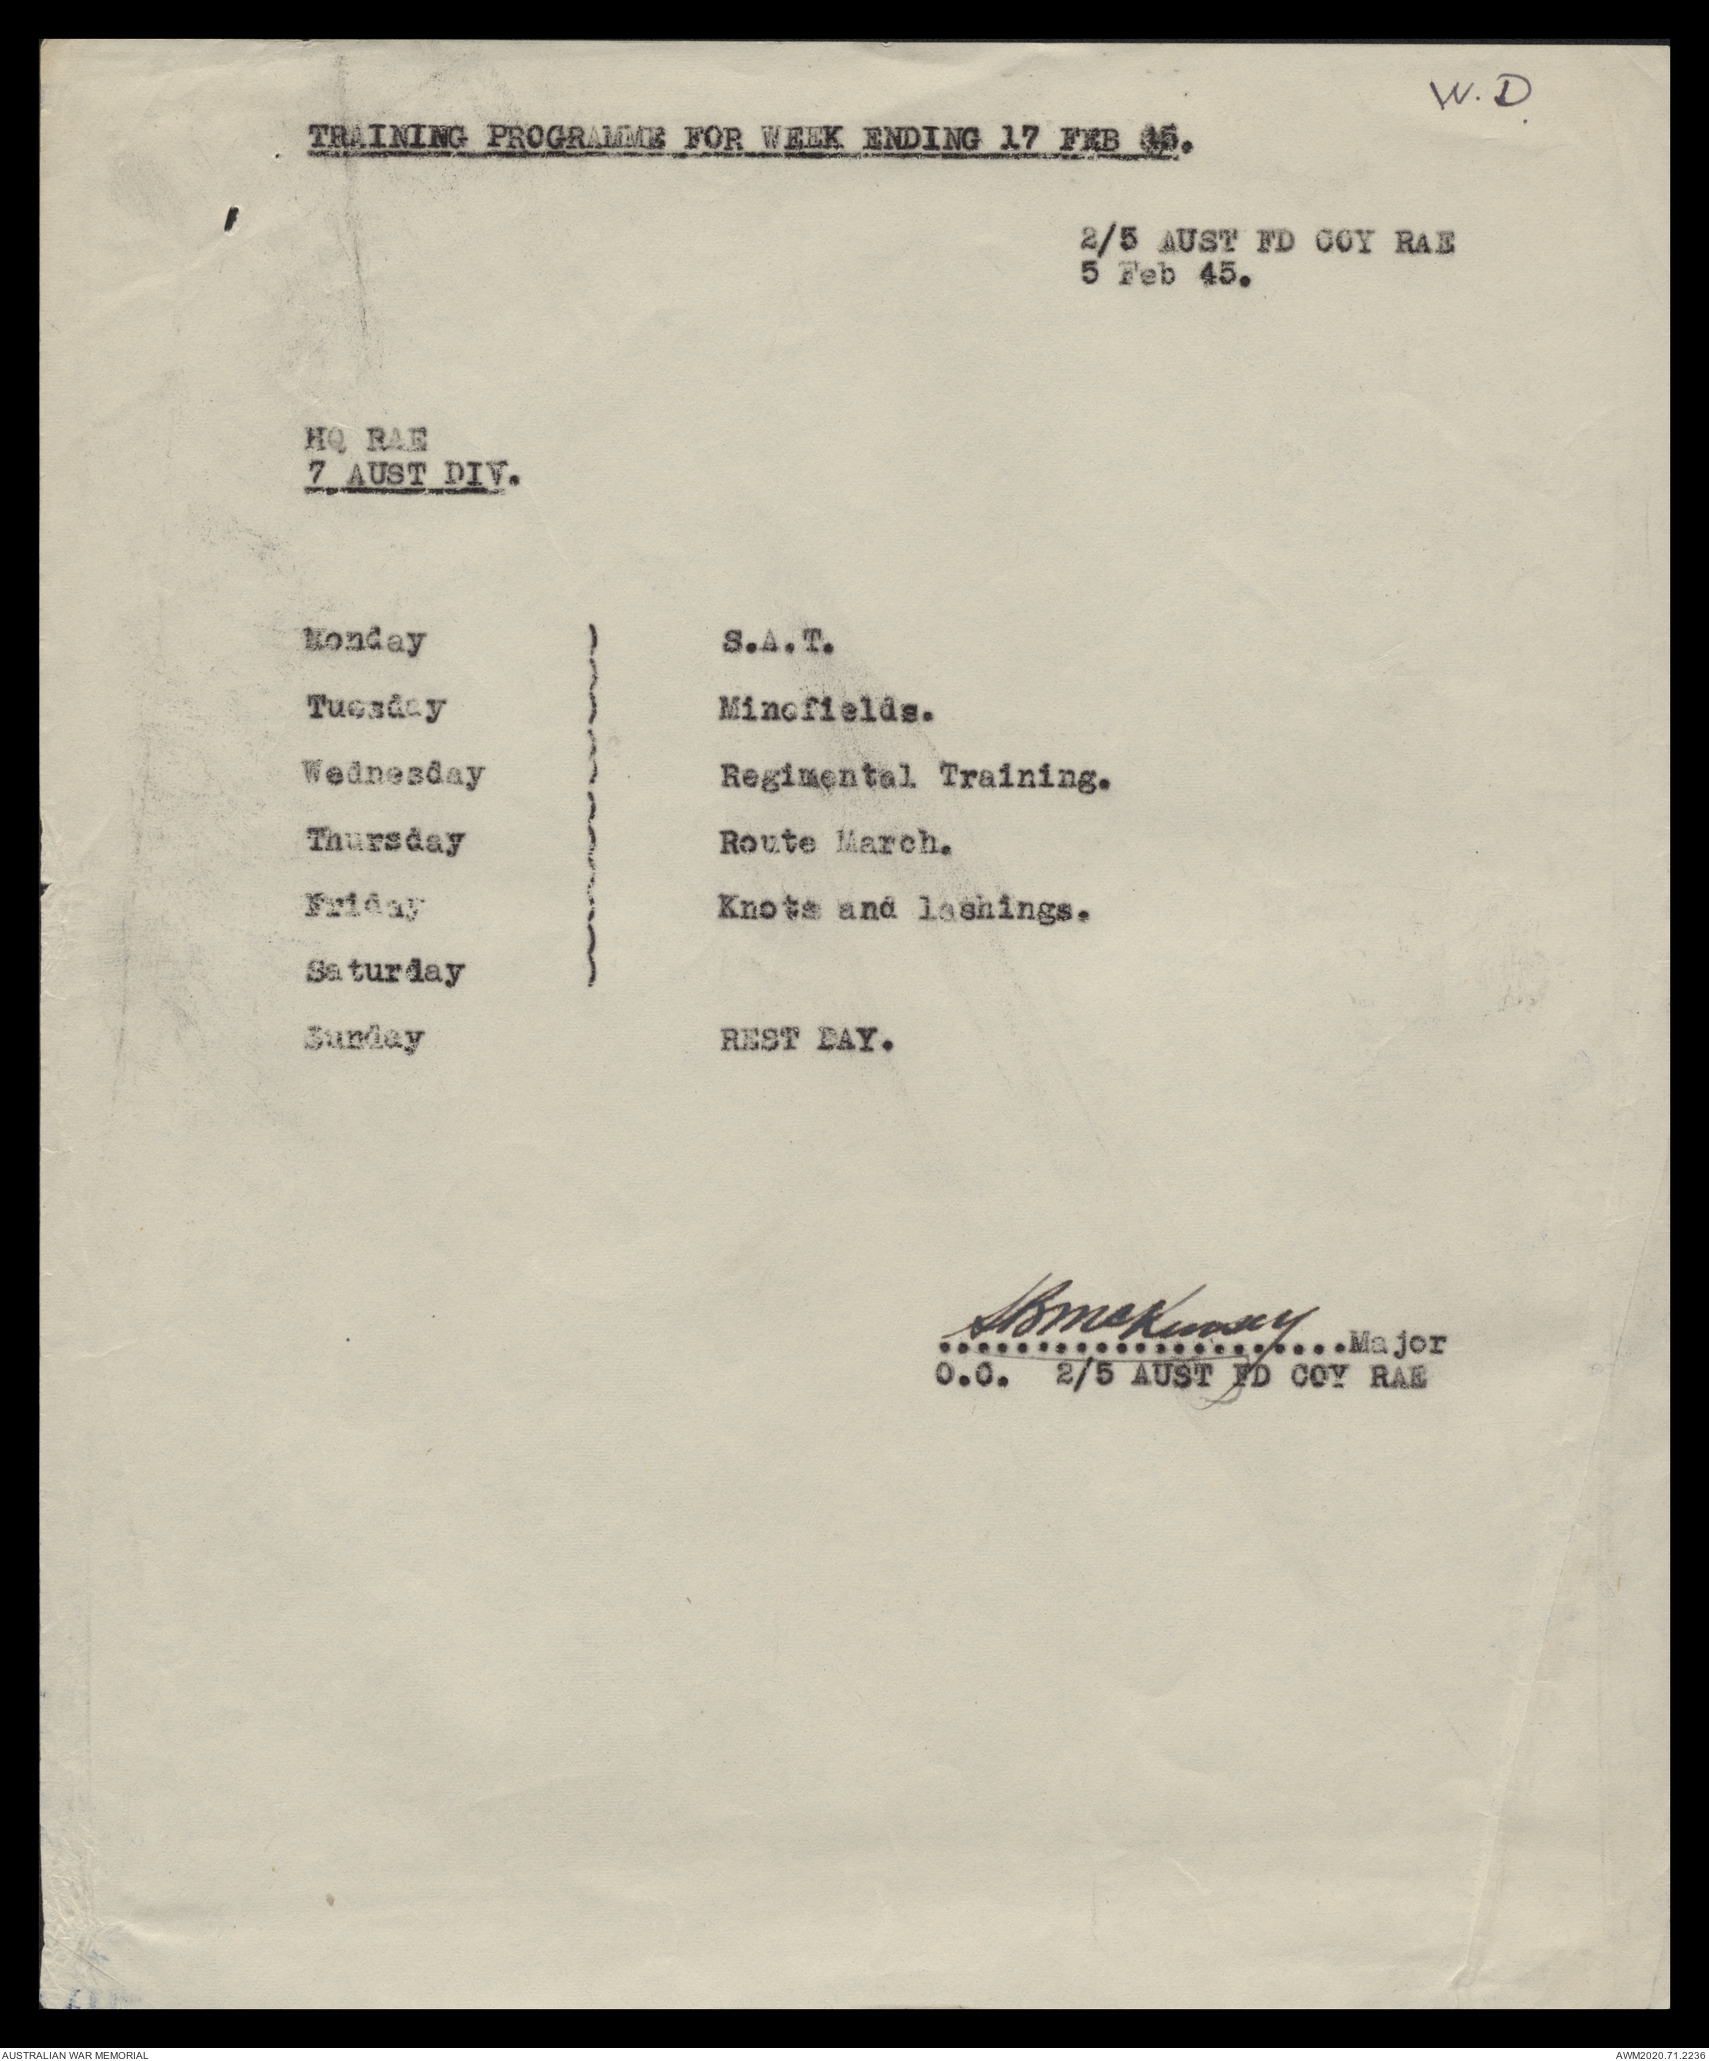 W.D
TRAINING PROGRAMME FOR WEEK ENDING 17 FEB 45.
2/5 AUST FD COY RAE
5 Feb 45.
HQ RAE
7 AUST DIV.
Monday ) S.A.T.
Tuesday ) Minefields.
Wednesday ) Regimental Training.
Thursday ) Route March.
Friday ) Knots and lashings.
Saturday )
Sunday REST DAY.
.....................Major
O.C. 2/5 AUST FD COY RAE
AUSTRALIAN WAR MEMORIAL
AWM2020.71.2236